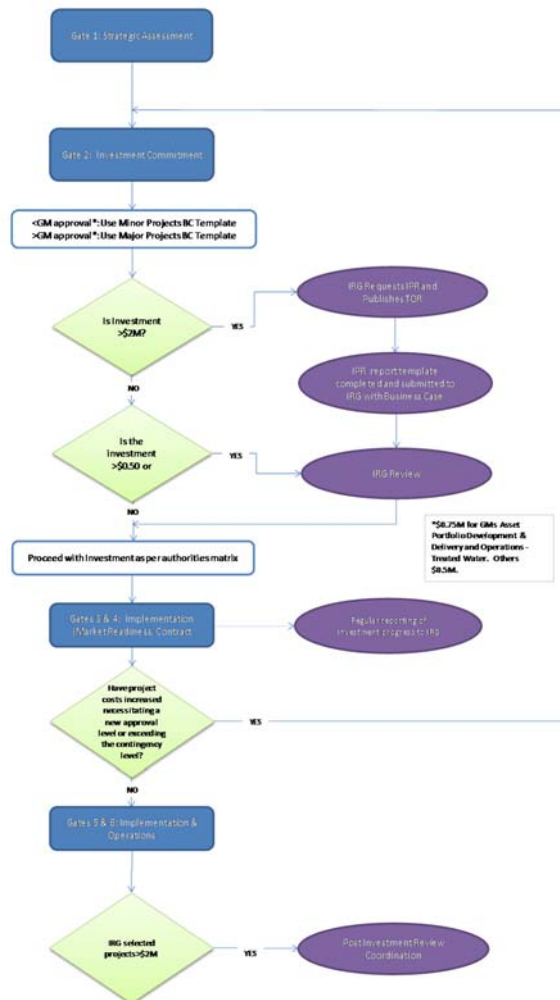 Gate 1: Strategic Assessment
Gate 2: Investment Commitment
<GM approval*: Use Minor Projects BC Template
>GM approval*: Use Major Projects BC Template
Is Investment
>$2M?
YES
IRG Requests IPR and
Publishes TOR
IPR report template
completed and submitted to
IRG with Business Case
NO
Is the
investment
>$0.50 or
YES
IRG Review
NO
*$0.75M for GMs Asset
Portfolio Development &
Delivery and Operations -
Treated Water. Others
$0.5M.
Proceed with Investment as per authorities matrix
Gates 3 & 4: Implementation
(Market Readiness, Contract
Regular reporting of
investment progress to IRG
Have project
costs increased
necessitating a
new approval
level or exceeding
the contingency
level?
YES
NO
Gates 5 & 6: Implementation &
Operations
IRG selected
projects>$2M
YES
Post Investment Review
Coordination